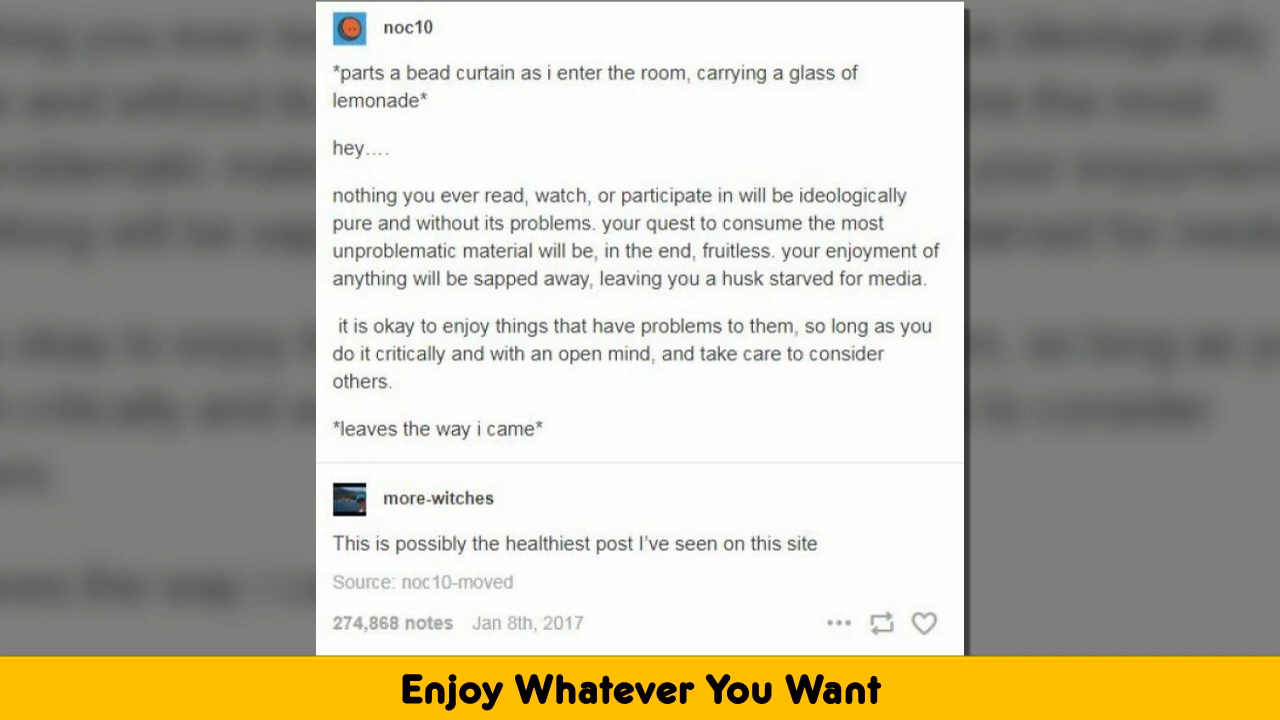 noc10
*parts a bead curtain as i enter the room, carrying a glass of
lemonade*
hey....
nothing you ever read, watch, or participate in will be ideologically
pure and without its problems. your quest to consume the most
unproblematic material will be, in the end, fruitless. your enjoyment of
anything will be sapped away, leaving you a husk starved for media.
it is okay to enjoy things that have problems to them, so long as you
do it critically and with an open mind, and take care to consider
others.
*leaves the way i came*
more-witches
This is possibly the healthiest post I've seen on this site
Source: noc10-moved
274,868 notes Jan 8th, 2017
Enjoy Whatever You Want